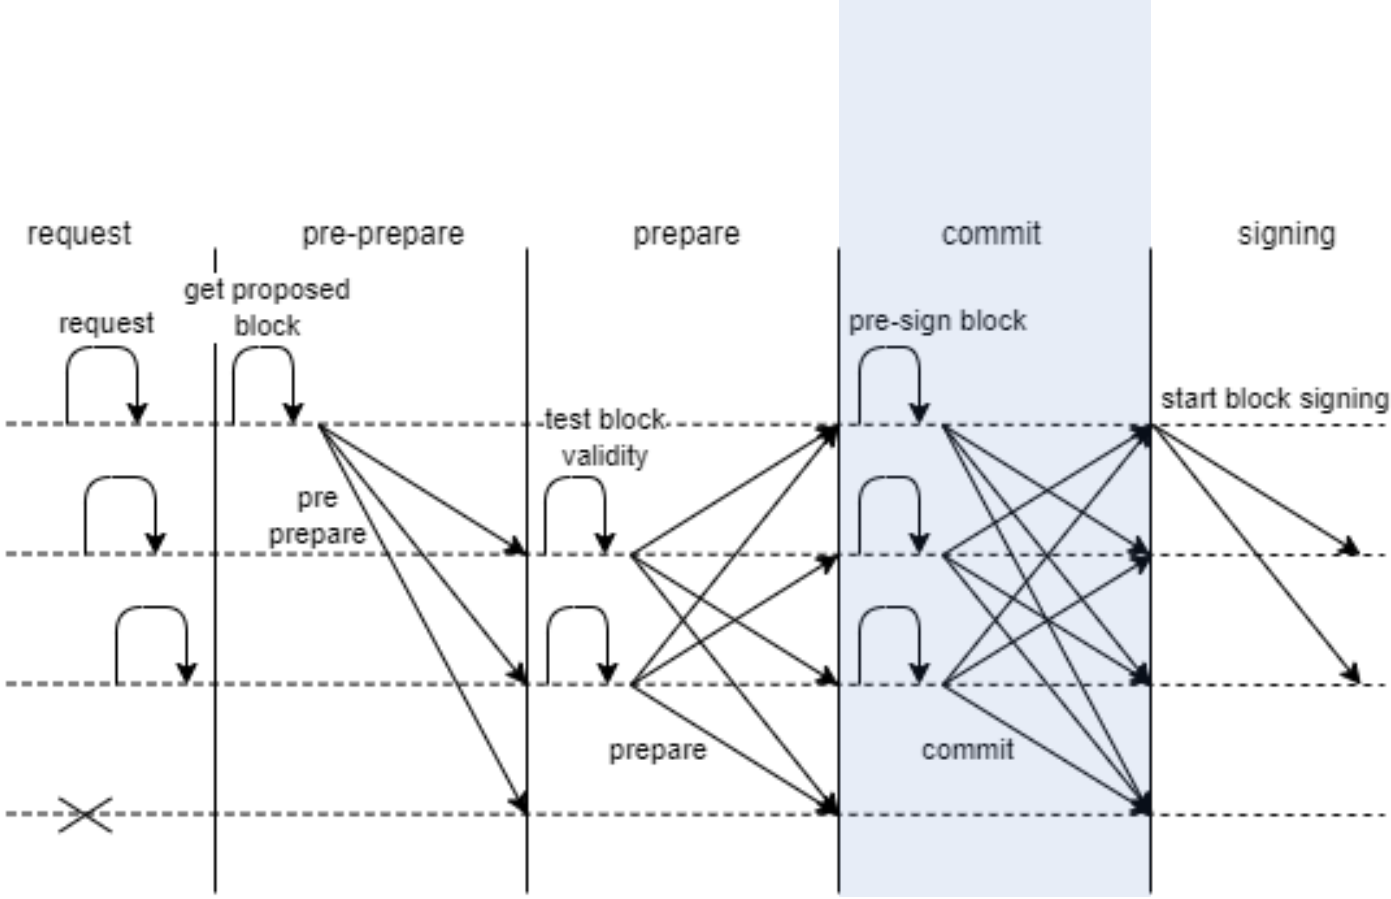 request
pre-prepare
prepare
commit
signing
get proposed
block
request
pre-sign block
start block signing
test block
validity
pre
prepare
prepare
commit